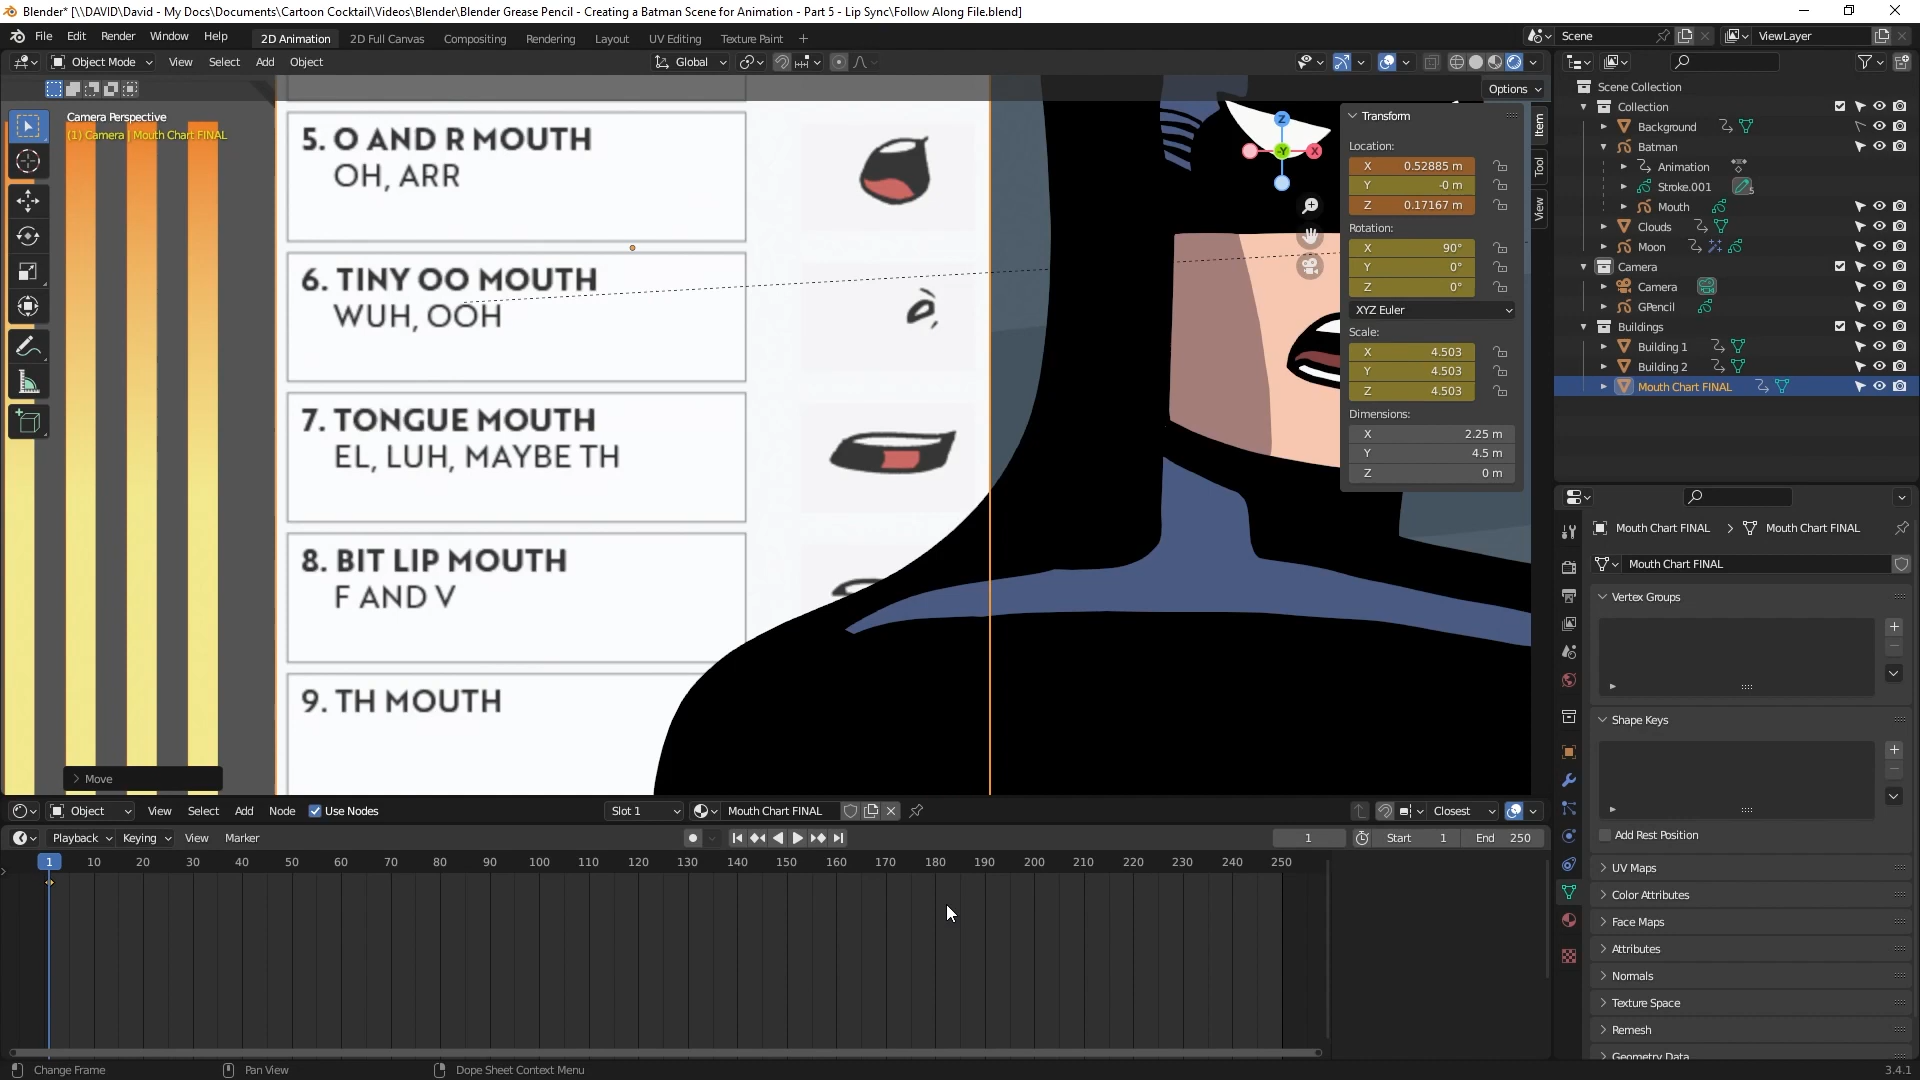 Blender* [\\DAVID\David - My Docs\Documents\Cartoon Cocktail\Videos\Blender\Blender Grease Pencil - Creating a Batman Scene for Animation - Part 5 - Lip Sync\Follow Along File.blend]
File Edit Render Window Help
2D Animation 2D Full Canvas Compositing Rendering Layout UV Editing Texture Paint +
Scene ViewLayer
Object Mode View Select Add Object
Global
Options
Camera Perspective
(1) Camera | Mouth Chart FINAL
5. O AND R MOUTH
OH, ARR
6. TINY OO MOUTH
WUH, OOH
7. TONGUE MOUTH
EL, LUH, MAYBE TH
8. BIT LIP MOUTH
F AND V
9. TH MOUTH
Z
-Y X
Move
Transform
Location:
X 0.52885 m
Y -0 m
Z 0.17167 m
Rotation:
X 90°
Y 0°
Z 0°
XYZ Euler
Scale:
X 4.503
Y 4.503
Z 4.503
Dimensions:
X 2.25 m
Y 4.5 m
Z 0 m
Item
Tool
View
Scene Collection
Collection
Background
Batman
Animation
Stroke.001 5
Mouth
Clouds
Moon
Camera
Camera
GPencil
Buildings
Building 1
Building 2
Mouth Chart FINAL
Mouth Chart FINAL > Mouth Chart FINAL
Mouth Chart FINAL
Vertex Groups
Shape Keys
Add Rest Position
UV Maps
Color Attributes
Face Maps
Attributes
Normals
Texture Space
Remesh
Geometry Data
Object View Select Add Node Use Nodes Slot 1 Mouth Chart FINAL Closest
Playback Keying View Marker 1 Start 1 End 250
1 10 20 30 40 50 60 70 80 90 100 110 120 130 140 150 160 170 180 190 200 210 220 230 240 250
Change Frame Pan View Dope Sheet Context Menu 3.4.1